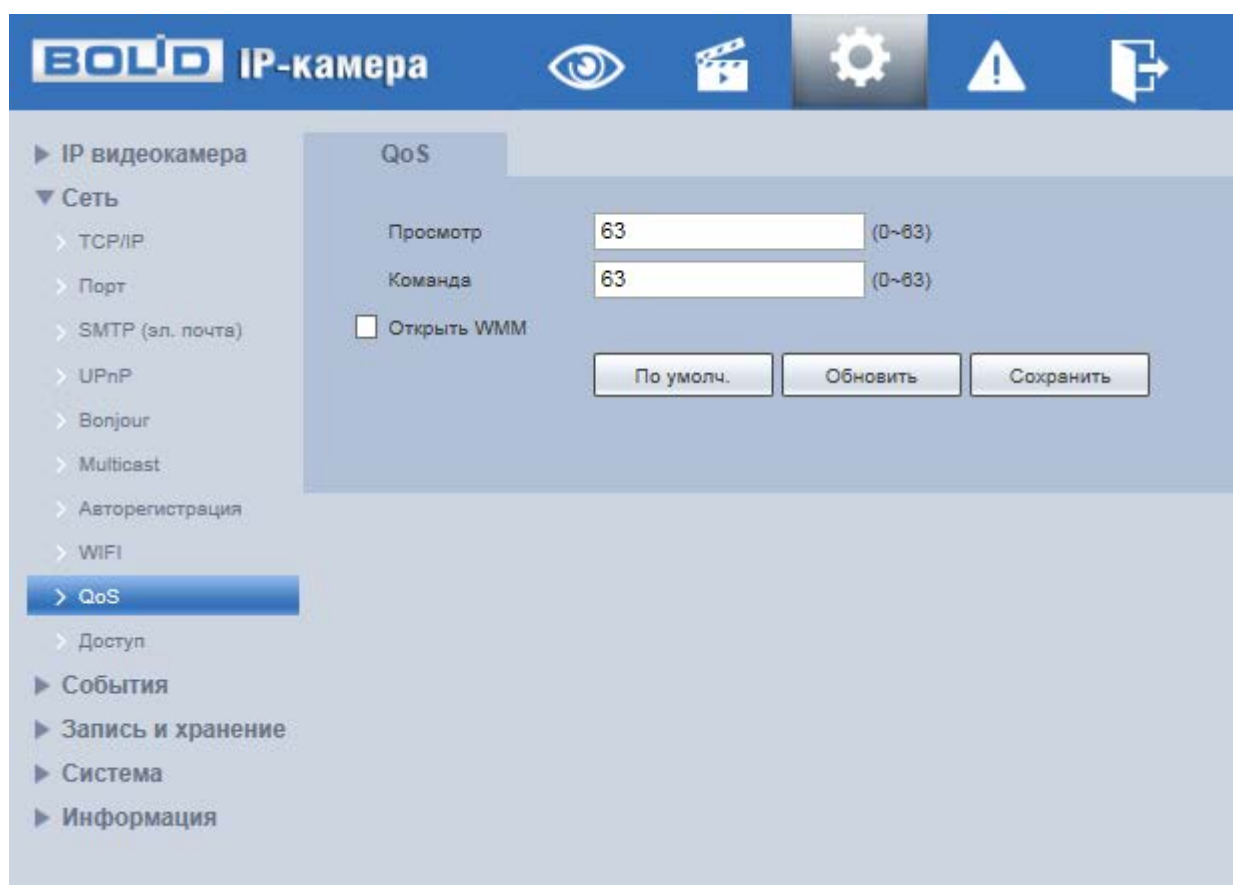 BOLID IP-камера
IP видеокамера
Сеть
TCP/IP
Порт
SMTP (эл. почта)
UPnP
Bonjour
Multicast
Авторегистрация
WIFI
QoS
Доступ
События
Запись и хранение
Система
Информация
QoS
Просмотр 63 (0~63)
Команда 63 (0~63)
Открыть WMM
По умолч. Обновить Сохранить